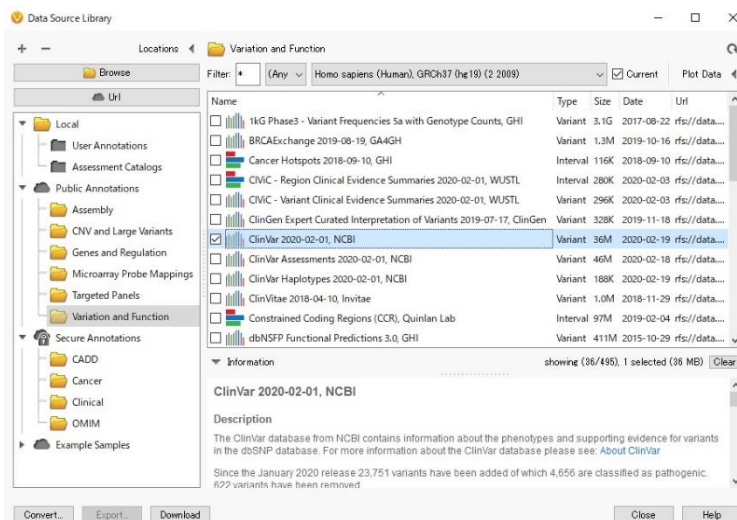 Data Source Library
+ − Locations
Browse
Url
Local
User Annotations
Assessment Catalogs
Public Annotations
Assembly
CNV and Large Variants
Genes and Regulation
Microarray Probe Mappings
Targeted Panels
Variation and Function
Secure Annotations
CADD
Cancer
Clinical
OMIM
Example Samples
Variation and Function
Filter: * (Any Homo sapiens (Human), GRCh37 (hg19) (2 2009) Current Plot Data
Name Type Size Date Url
1kG Phase3 - Variant Frequencies 5a with Genotype Counts, GHI Variant 3.1G 2017-08-22 rfs://data....
BRCAExchange 2019-08-19, GA4GH Variant 1.3M 2019-10-16 rfs://data....
Cancer Hotspots 2018-09-10, GHI Interval 116K 2018-09-10 rfs://data....
CIViC - Region Clinical Evidence Summaries 2020-02-01, WUSTL Interval 280K 2020-02-03 rfs://data....
CIViC - Variant Clinical Evidence Summaries 2020-02-01, WUSTL Variant 296K 2020-02-03 rfs://data....
ClinGen Expert Curated Interpretation of Variants 2019-07-17, ClinGen Variant 328K 2019-11-18 rfs://data....
ClinVar 2020-02-01, NCBI Variant 36M 2020-02-19 rfs://data....
ClinVar Assessments 2020-02-01, NCBI Variant 46M 2020-02-18 rfs://data....
ClinVar Haplotypes 2020-02-01, NCBI Variant 188K 2020-02-19 rfs://data....
ClinVitae 2018-04-10, Invitae Variant 1.0M 2018-11-29 rfs://data....
Constrained Coding Regions (CCR), Quinlan Lab Interval 97M 2019-02-04 rfs://data....
dbNSFP Functional Predictions 3.0, GHI Variant 411M 2015-10-29 rfs://data....
Information showing (36/495), 1 selected (36 MB) Clear
ClinVar 2020-02-01, NCBI
Description
The ClinVar database from NCBI contains information about the phenotypes and supporting evidence for variants
in the dbSNP database. For more information about the ClinVar database please see: About ClinVar
Since the January 2020 release 23,751 variants have been added of which 4,656 are classified as pathogenic.
622 variants have been removed
Convert... Export... Download Close Help